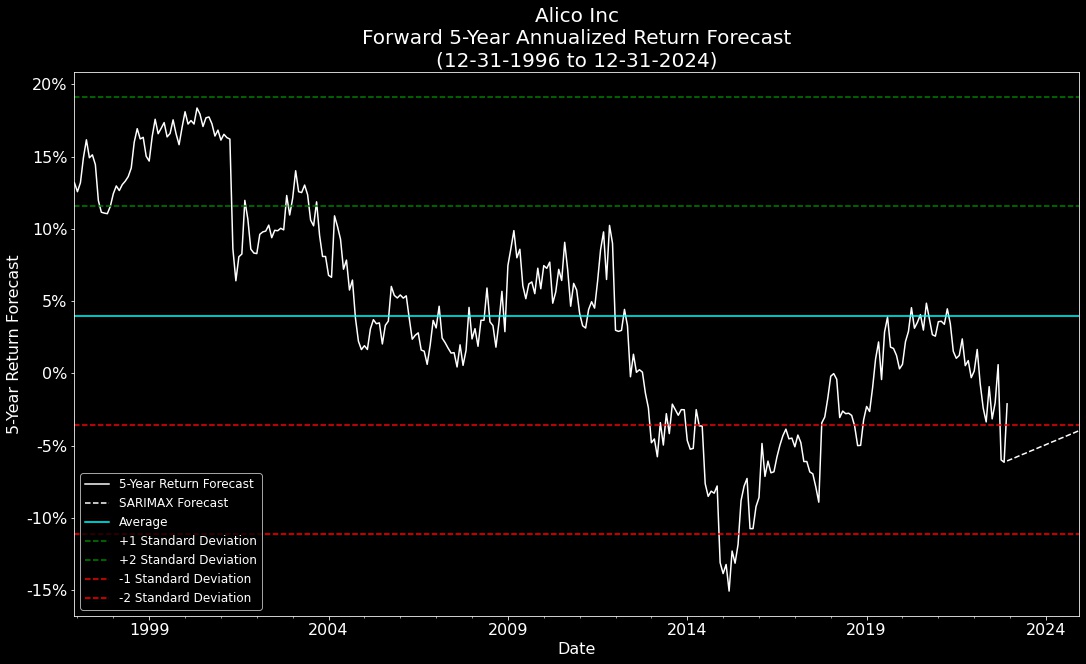 Alico Inc
Forward 5-Year Annualized Return Forecast
(12-31-1996 to 12-31-2024)
5-Year Return Forecast
20%
15%
10%
5%
0%
-5%
-10%
-15%
5-Year Return Forecast
SARIMAX Forecast
Average
+1 Standard Deviation
+2 Standard Deviation
-1 Standard Deviation
-2 Standard Deviation
1999 2004 2009 2014 2019 2024
Date